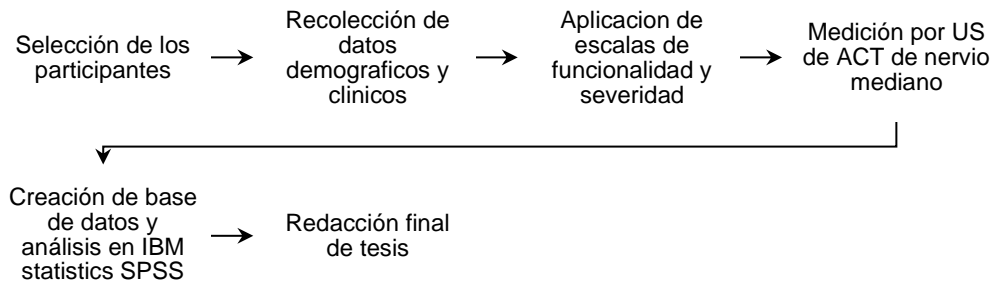 Selección de los
participantes
Recolección de
datos
demograficos y
clinicos
Aplicacion de
escalas de
funcionalidad y
severidad
Medición por US
de ACT de nervio
mediano
Creación de base
de datos y
análisis en IBM
statistics SPSS
Redacción final
de tesis